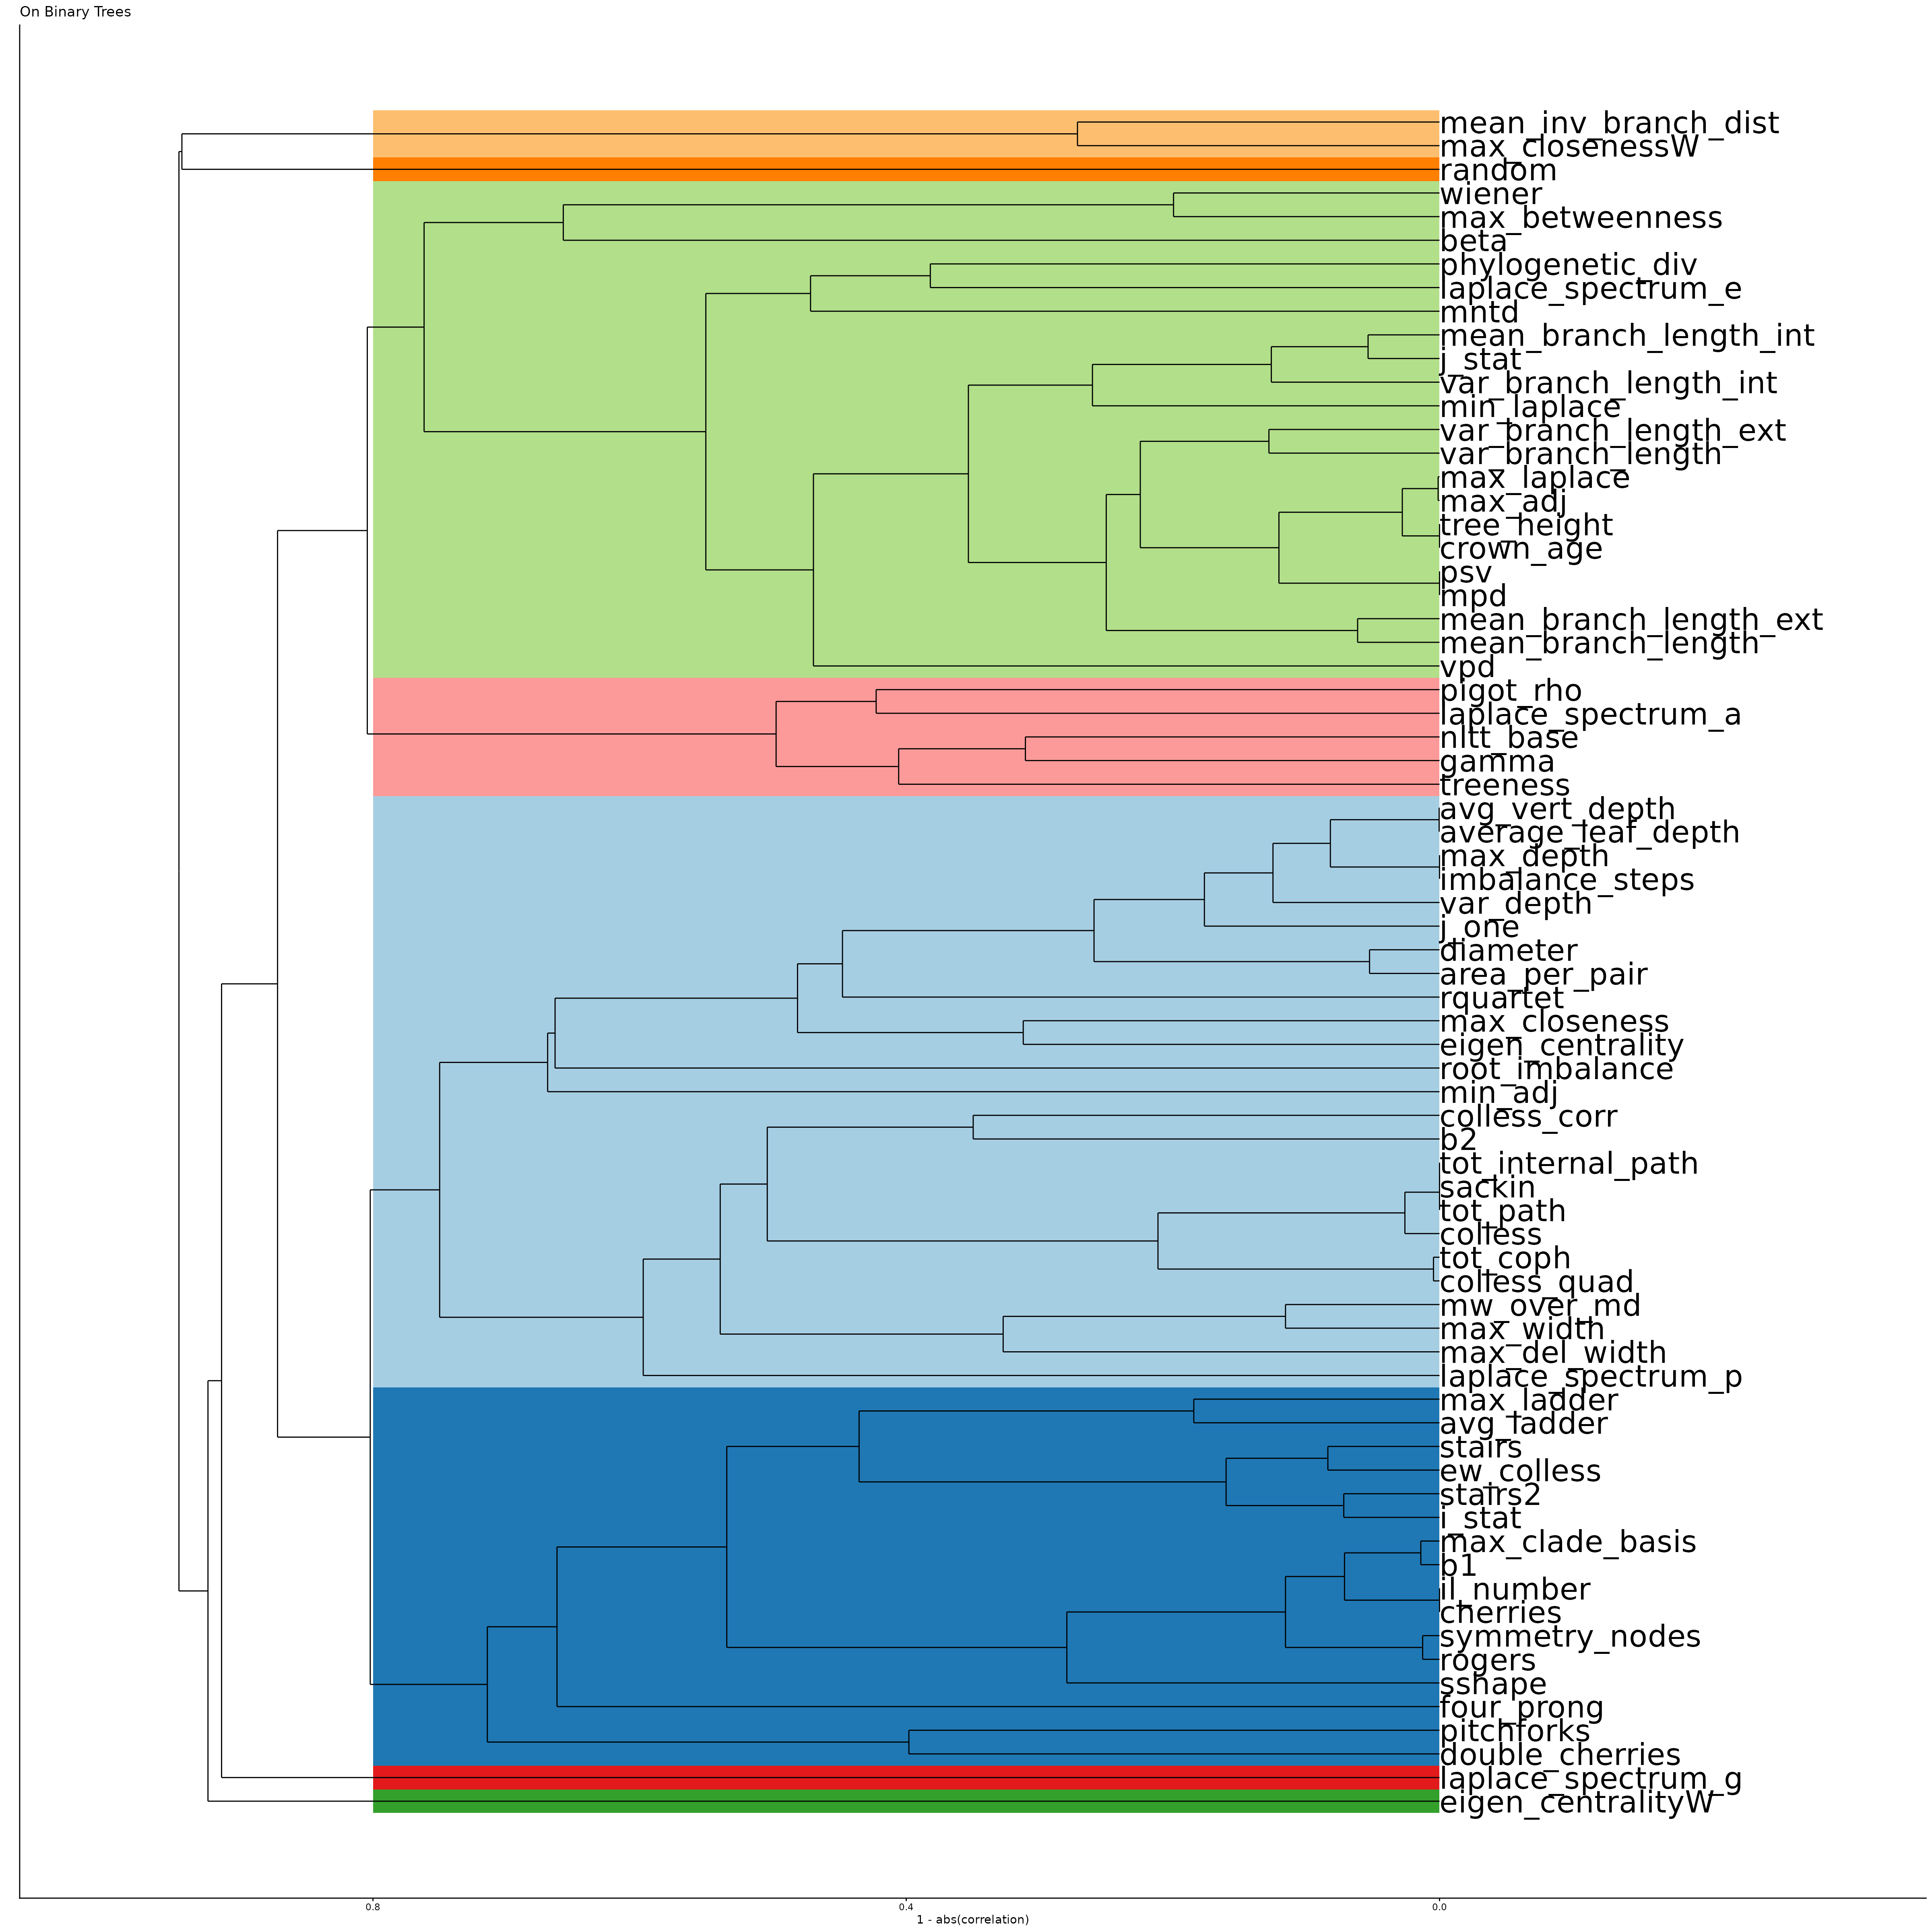 On Binary Trees
mean_inv_branch_dist
max_closenessW
random
wiener
max_betweenness
beta
phylogenetic_div
laplace_spectrum_e
mntd
mean_branch_length_int
j_stat
var_branch_length_int
min_laplace
var_branch_length_ext
var_branch_length
max_laplace
max_adj
tree_height
crown_age
psv
mpd
mean_branch_length_ext
mean_branch_length
vpd
pigot_rho
laplace_spectrum_a
nltt_base
gamma
treeness
avg_vert_depth
average_leaf_depth
max_depth
imbalance_steps
var_depth
j_one
diameter
area_per_pair
rquartet
max_closeness
eigen_centrality
root_imbalance
min_adj
colless_corr
b2
tot_internal_path
sackin
tot_path
colless
tot_coph
colless_quad
mw_over_md
max_width
max_del_width
laplace_spectrum_p
max_ladder
avg_ladder
stairs
ew_colless
stairs2
i_stat
max_clade_basis
b1
il_number
cherries
symmetry_nodes
rogers
sshape
four_prong
pitchforks
double_cherries
laplace_spectrum_g
eigen_centralityW
0.8 0.4 0.0
1 - abs(correlation)